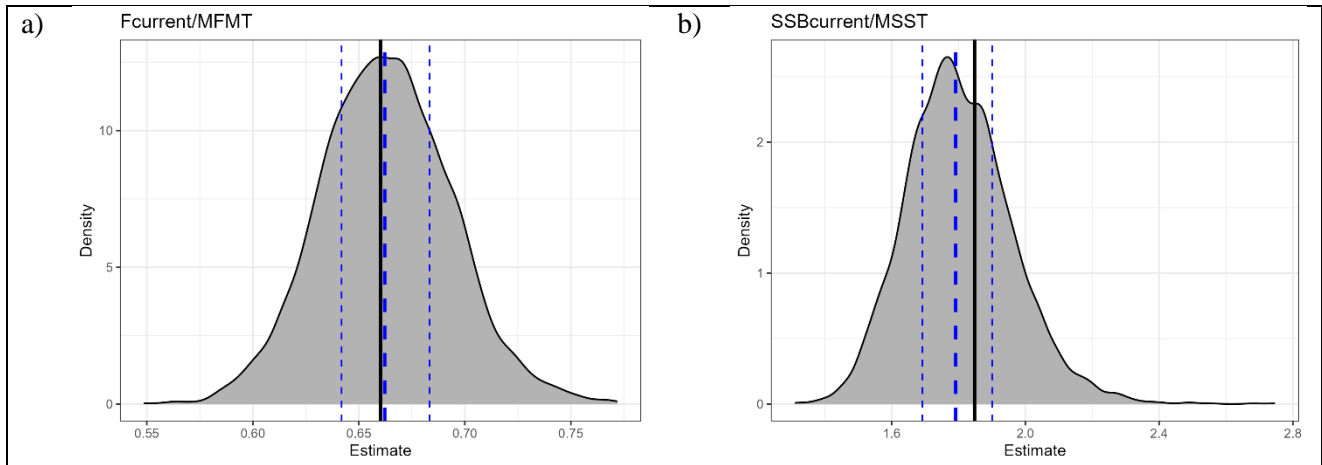 a)
Fcurrent/MFMT
Density
10
5
0
0.55 0.60 0.65 0.70 0.75
Estimate
b)
SSBcurrent/MSST
Density
2
1
0
1.6 2.0 2.4 2.8
Estimate